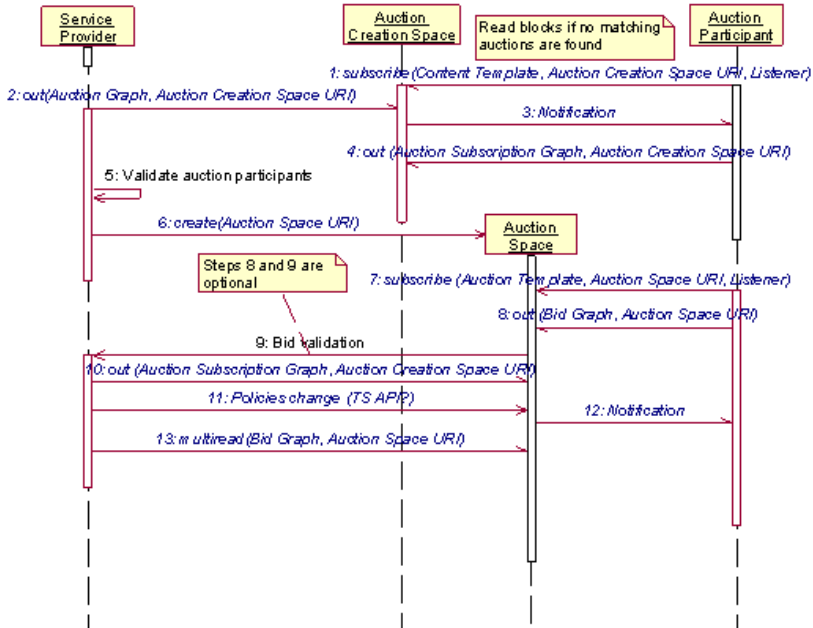 Service
Provider
Auction
Creation Space
Read blocks if no matching
auctions are found
Auction
Participant
1: subscribe(Content Template, Auction Creation Space URI, Listener)
2: out(Auction Graph, Auction Creation Space URI)
3: Notification
4: out (Auction Subscription Graph, Auction Creation Space URI)
5: Validate auction participants
6: create(Auction Space URI)
Auction
Space
Steps 8 and 9 are
optional
7: subscribe (Auction Template, Auction Space URI, Listener)
8: out (Bid Graph, Auction Space URI)
9: Bid validation
10: out (Auction Subscription Graph, Auction Creation Space URI)
11: Policies change (TS API?)
12: Notification
13: multiread(Bid Graph, Auction Space URI)